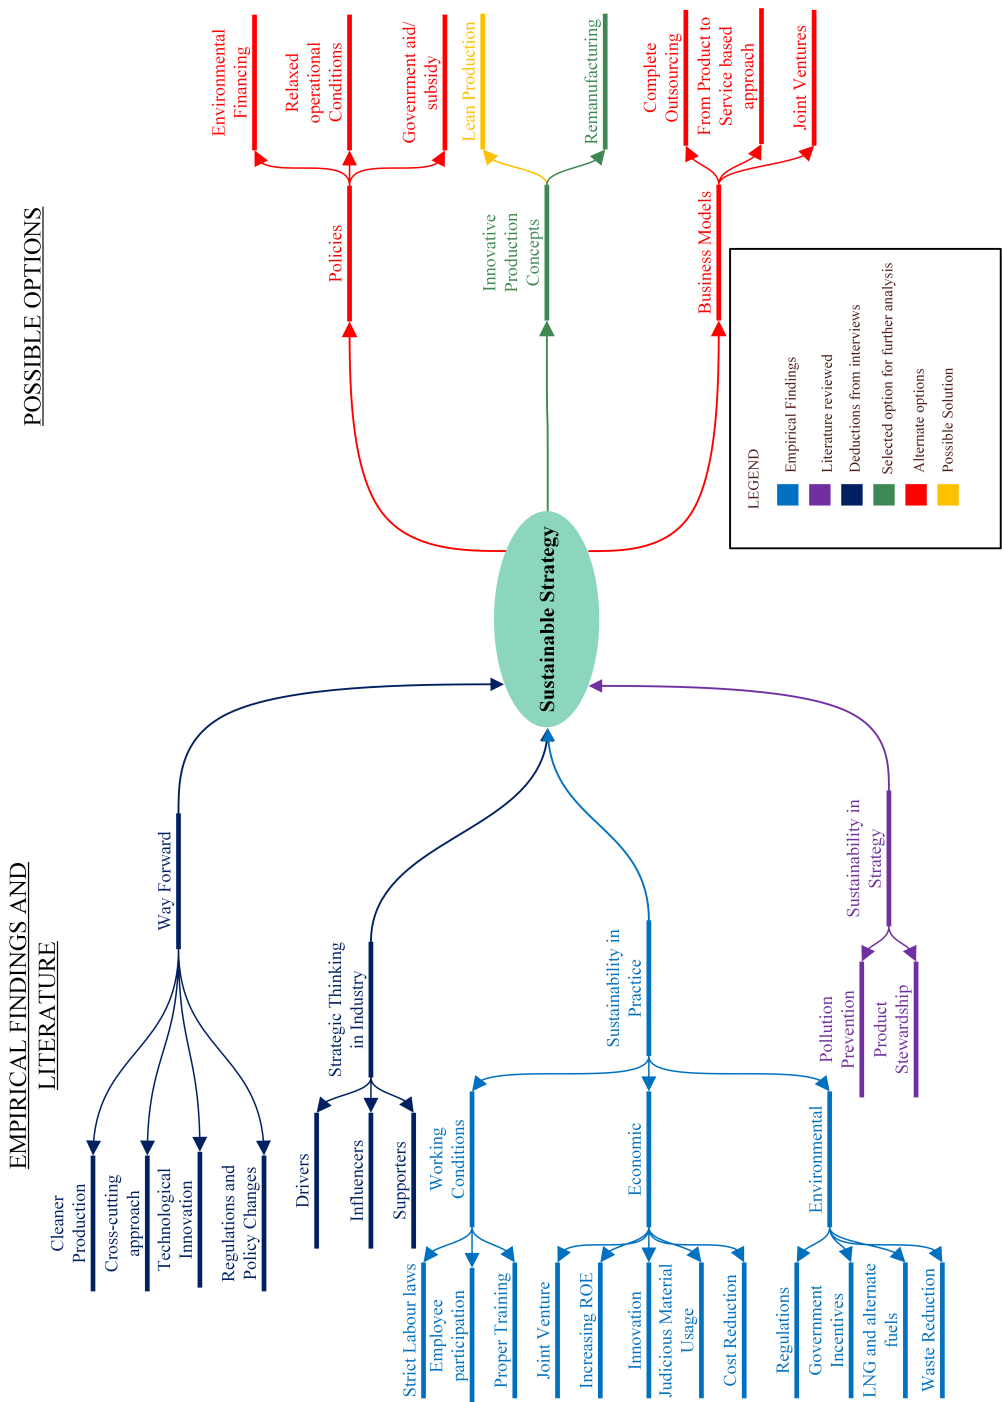 EMPIRICAL FINDINGS AND
LITERATURE
POSSIBLE OPTIONS
Cleaner
Production
Cross-cutting
approach
Technological
Innovation
Regulations and
Policy Changes
Way Forward
Drivers
Influencers
Supporters
Strategic Thinking
in Industry
Strict Labour laws
Employee
participation
Proper Training
Working
Conditions
Joint Venture
Increasing ROE
Innovation
Judicious Material
Usage
Cost Reduction
Economic
Regulations
Government
Incentives
LNG and alternate
fuels
Waste Reduction
Environmental
Sustainability in
Practice
Pollution
Prevention
Product
Stewardship
Sustainability in
Strategy
Sustainable Strategy
Policies
Environmental
Financing
Relaxed
operational
Conditions
Govenrment aid/
subsidy
Innovative
Production
Concepts
Lean Production
Remanufacturing
Business Models
Complete
Outsourcing
From Product to
Service based
approach
Joint Ventures
LEGEND
Empirical Findings
Literature reviewed
Deductions from interviews
Selected option for further analysis
Alternate options
Possible Solution